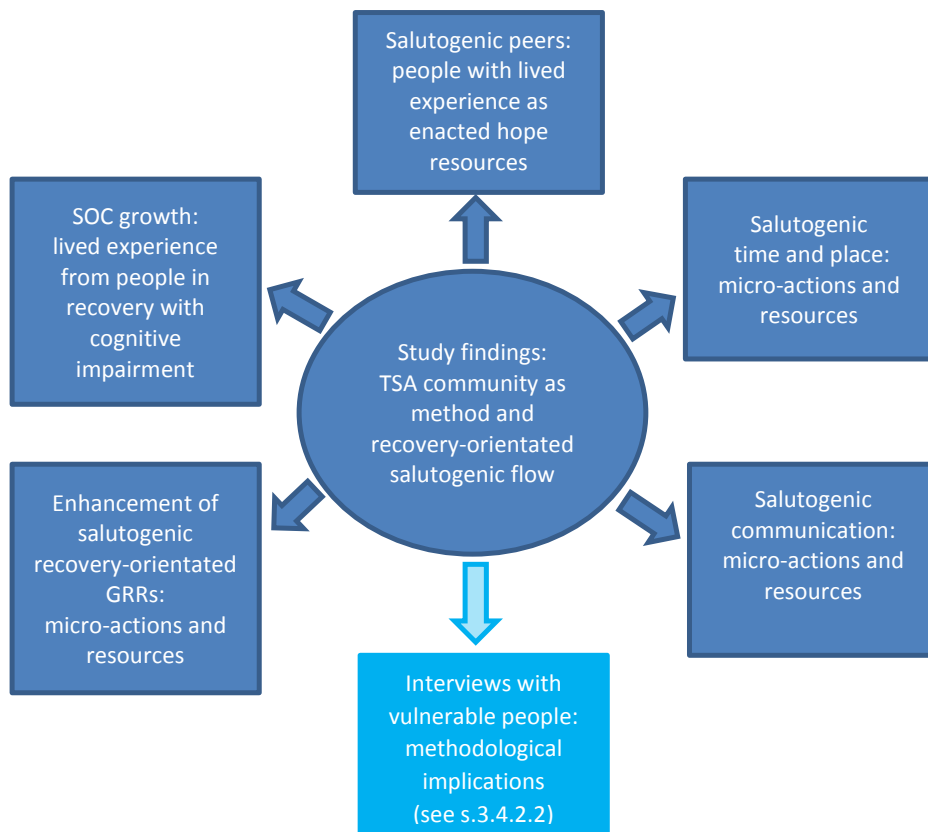 Salutogenic peers:
people with lived
experience as
enacted hope
resources
SOC growth:
lived experience
from people in
recovery with
cognitive
impairment
Salutogenic
time and place:
micro-actions and
resources
Study findings:
TSA community as
method and
recovery-orientated
salutogenic flow
Enhancement of
salutogenic
recovery-orientated
GRRs:
micro-actions and
resources
Salutogenic
communication:
micro-actions and
resources
Interviews with
vulnerable people:
methodological
implications
(see s.3.4.2.2)